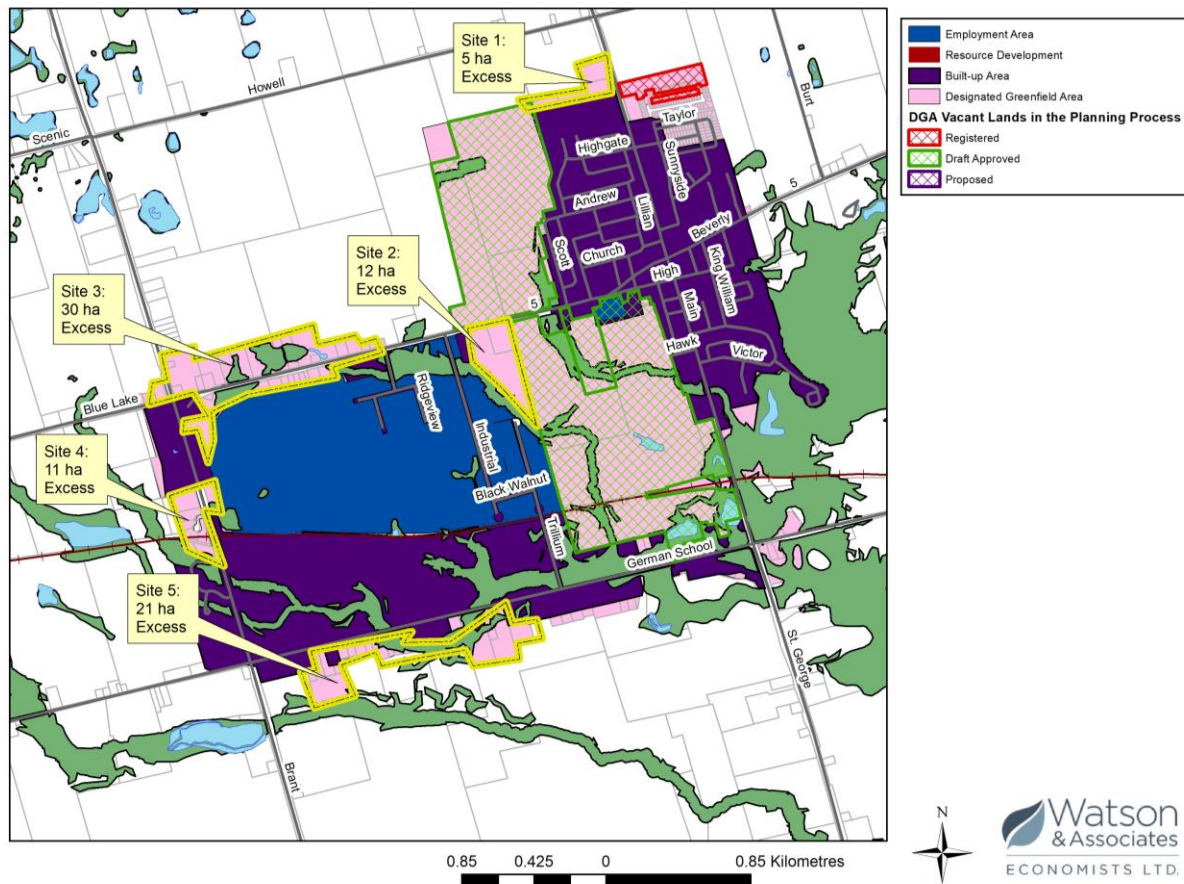 Site 1:
5 ha
Excess
Howell
Scenic
Burt
Taylor
Highgate
Sunnyside
5
Andrew
Lillian
Beverly
Scott
Church
Site 2:
12 ha
Excess
High
King William
Site 3:
30 ha
Excess
5
Main
Hawk
Victor
Blue Lake
Ridgeview
Industrial
Site 4:
11 ha
Excess
Black Walnut
Trillium
German School
Site 5:
21 ha
Excess
St. George
Brant
Employment Area
Resource Development
Built-up Area
Designated Greenfield Area
DGA Vacant Lands in the Planning Process
Registered
Draft Approved
Proposed
N
Watson
& Associates
ECONOMISTS LTD.
0.85 0.425 0 0.85 Kilometres